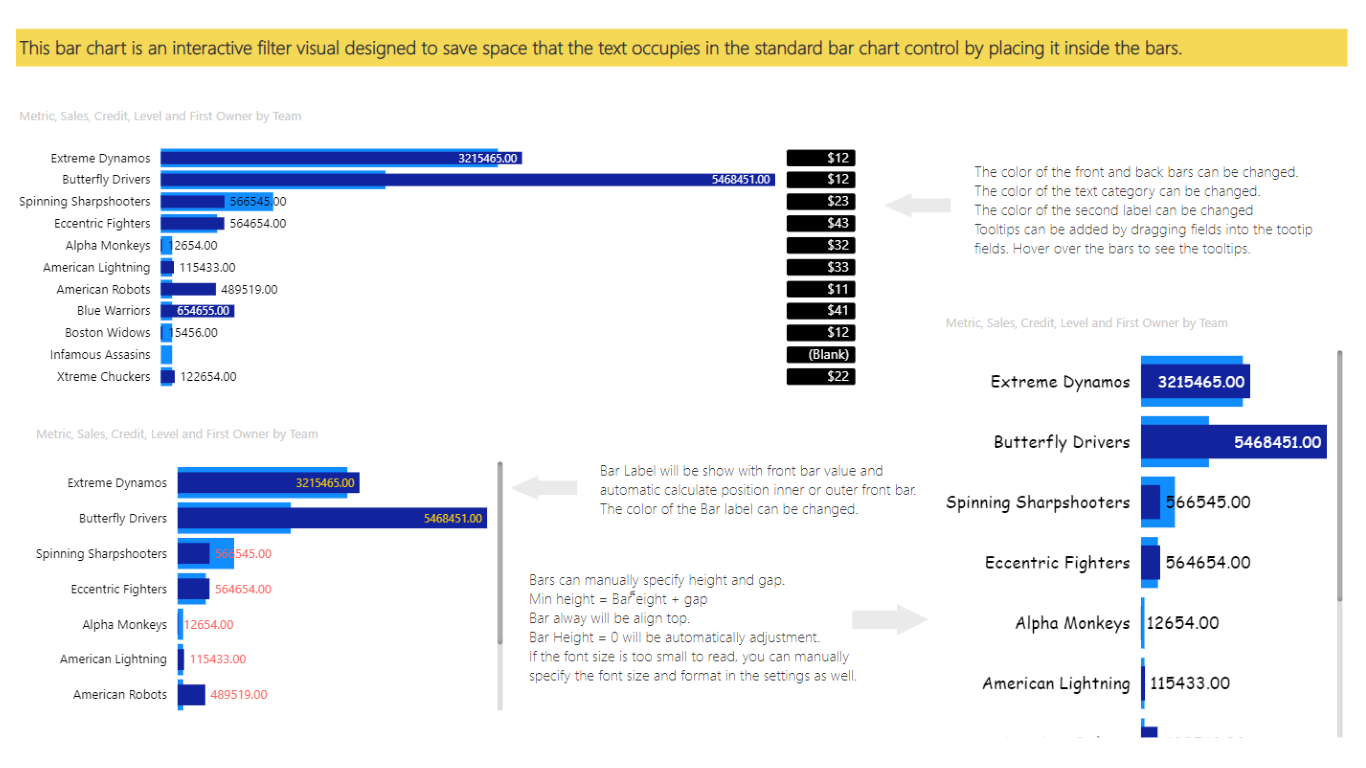 This bar chart is an interactive filter visual designed to save space that the text occupies in the standard bar chart control by placing it inside the bars.
Metric, Sales, Credit, Level and First Owner by Team
Extreme Dynamos 3215465.00 $12
Butterfly Drivers 5468451.00 $12
Spinning Sharpshooters 566545.00 $23
Eccentric Fighters 564654.00 $43
Alpha Monkeys 12654.00 $32
American Lightning 115433.00 $33
American Robots 489519.00 $11
Blue Warriors 654655.00 $41
Boston Widows 15456.00 $12
Infamous Assasins (Blank)
Xtreme Chuckers 122654.00 $22
The color of the front and back bars can be changed.
The color of the text category can be changed.
The color of the second label can be changed
Tooltips can be added by dragging fields into the tootip
fields. Hover over the bars to see the tooltips.
Metric, Sales, Credit, Level and First Owner by Team
Extreme Dynamos 3215465.00
Butterfly Drivers 5468451.00
Spinning Sharpshooters 566545.00
Eccentric Fighters 564654.00
Alpha Monkeys 12654.00
American Lightning 115433.00
American Robots 489519.00
Bar Label will be show with front bar value and
automatic calculate position inner or outer front bar.
The color of the Bar label can be changed.
Bars can manually specify height and gap.
Min height = Bar eight + gap
Bar alway will be align top.
Bar Height = 0 will be automatically adjustment.
If the font size is too small to read, you can manually
specify the font size and format in the settings as well.
Metric, Sales, Credit, Level and First Owner by Team
Extreme Dynamos 3215465.00
Butterfly Drivers 5468451.00
Spinning Sharpshooters 566545.00
Eccentric Fighters 564654.00
Alpha Monkeys 12654.00
American Lightning 115433.00